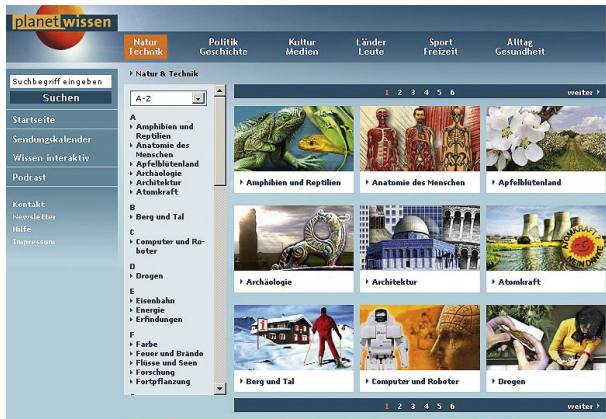 planet wissen
Natur Technik
Politik Geschichte
Kultur Medien
Länder Leute
Sport Freizeit
Alltag Gesundheit
Suchbegriff eingeben
Suchen
Startseite
Sendungskalender
Wissen interaktiv
Podcast
Kontakt
Newsletter
Hilfe
Impressum
Natur & Technik
A-Z
A
Amphibien und
Reptilien
Anatomie des
Menschen
Apfelblütenland
Archäologie
Architektur
Atomkraft
B
Berg und Tal
C
Computer und Ro-
boter
D
Drogen
E
Eisenbahn
Energie
Erfindungen
F
Farbe
Feuer und Brände
Flüsse und Seen
Forschung
Fortpflanzung
1 2 3 4 5 6 weiter
Amphibien und Reptilien
Anatomie des Menschen
Apfelblütenland
Archäologie
Architektur
ATOMKRAFT
NEIN DANKE
Atomkraft
1
Berg und Tal
Computer und Roboter
Drogen
1 2 3 4 5 6 weiter